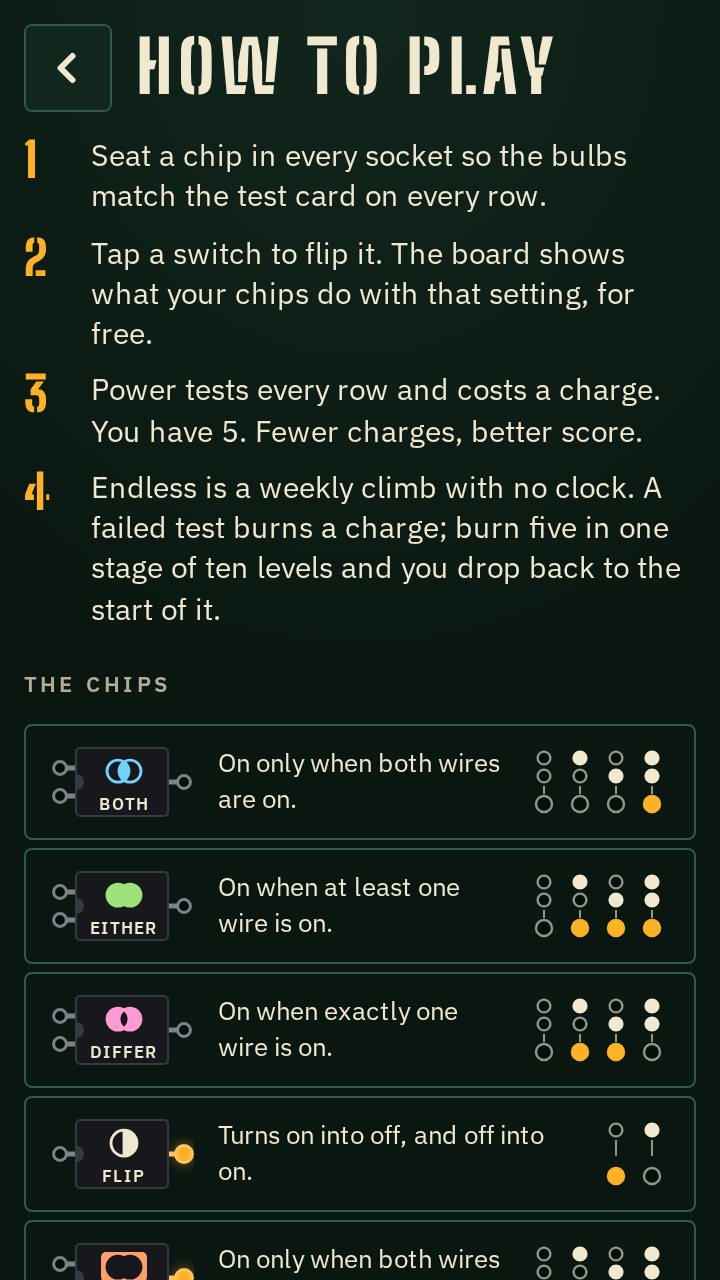 HOW TO PLAY
1 Seat a chip in every socket so the bulbs
match the test card on every row.
2 Tap a switch to flip it. The board shows
what your chips do with that setting, for
free.
3 Power tests every row and costs a charge.
You have 5. Fewer charges, better score.
4 Endless is a weekly climb with no clock. A
failed test burns a charge; burn five in one
stage of ten levels and you drop back to the
start of it.
THE CHIPS
BOTH
On only when both wires
are on.
EITHER
On when at least one
wire is on.
DIFFER
On when exactly one
wire is on.
FLIP
Turns on into off, and off into
on.
On only when both wires